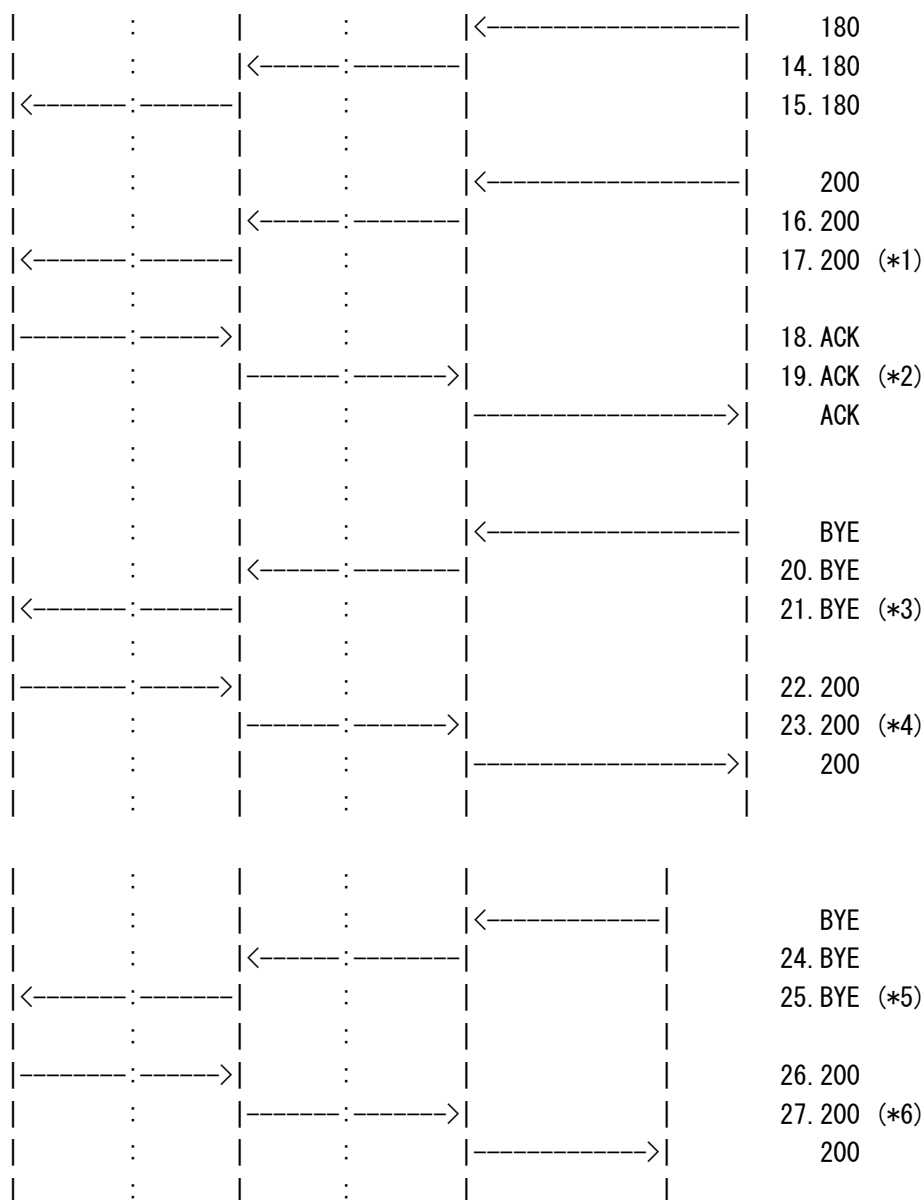 |        :       |       :        |<-------------------|     180
|        :       |<------:--------|                    |  14.180
|<-------:-------|       :        |                    |  15.180
|        :       |       :        |                    |
|        :       |       :        |<-------------------|     200
|        :       |<------:--------|                    |  16.200
|<-------:-------|       :        |                    |  17.200 (*1)
|        :       |       :        |                    |
|--------:------>|       :        |                    |  18.ACK
|        :       |-------:------->|                    |  19.ACK (*2)
|        :       |       :        |------------------->|     ACK
|        :       |       :        |                    |
|        :       |       :        |                    |
|        :       |       :        |<-------------------|     BYE
|        :       |<------:--------|                    |  20.BYE
|<-------:-------|       :        |                    |  21.BYE (*3)
|        :       |       :        |                    |
|--------:------>|       :        |                    |  22.200
|        :       |-------:------->|                    |  23.200 (*4)
|        :       |       :        |------------------->|     200
|        :       |       :        |                    |

|        :       |       :        |              |
|        :       |       :        |<-------------|           BYE
|        :       |<------:--------|              |        24.BYE
|<-------:-------|       :        |              |        25.BYE (*5)
|        :       |       :        |              |
|--------:------>|       :        |              |        26.200
|        :       |-------:------->|              |        27.200 (*6)
|        :       |       :        |------------->|           200
|        :       |       :        |              |